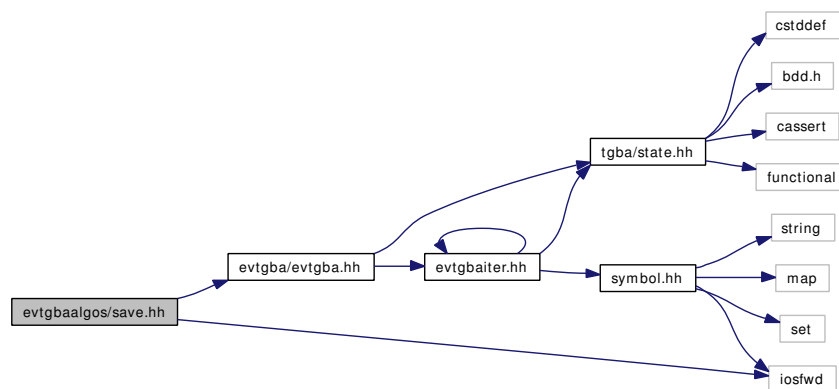 cstddef
bdd.h
cassert
tgba/state.hh
functional
string
evtgba/evtgba.hh
evtgbaiter.hh
symbol.hh
map
evtgbaalgos/save.hh
set
iosfwd